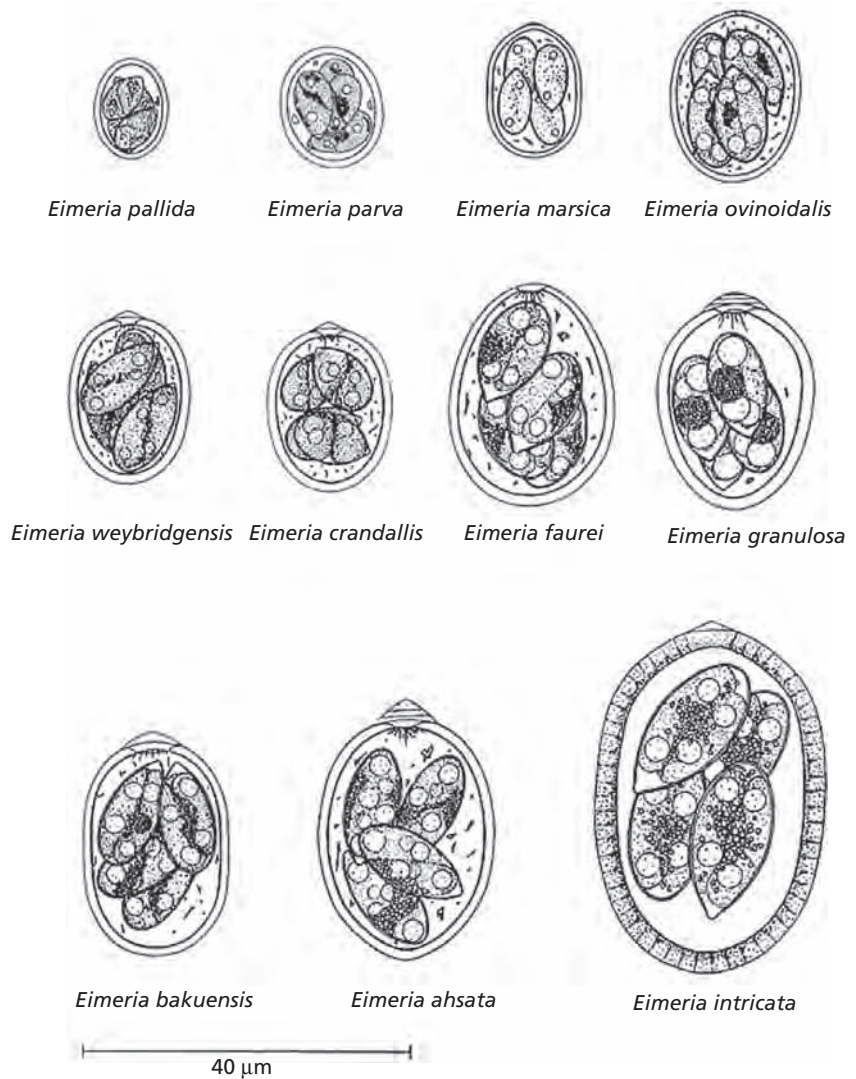 Eimeria pallida Eimeria parva Eimeria marsica Eimeria ovinoidalis
Eimeria weybridgensis Eimeria crandallis Eimeria faurei Eimeria granulosa
Eimeria bakuensis Eimeria ahsata Eimeria intricata
40 μm